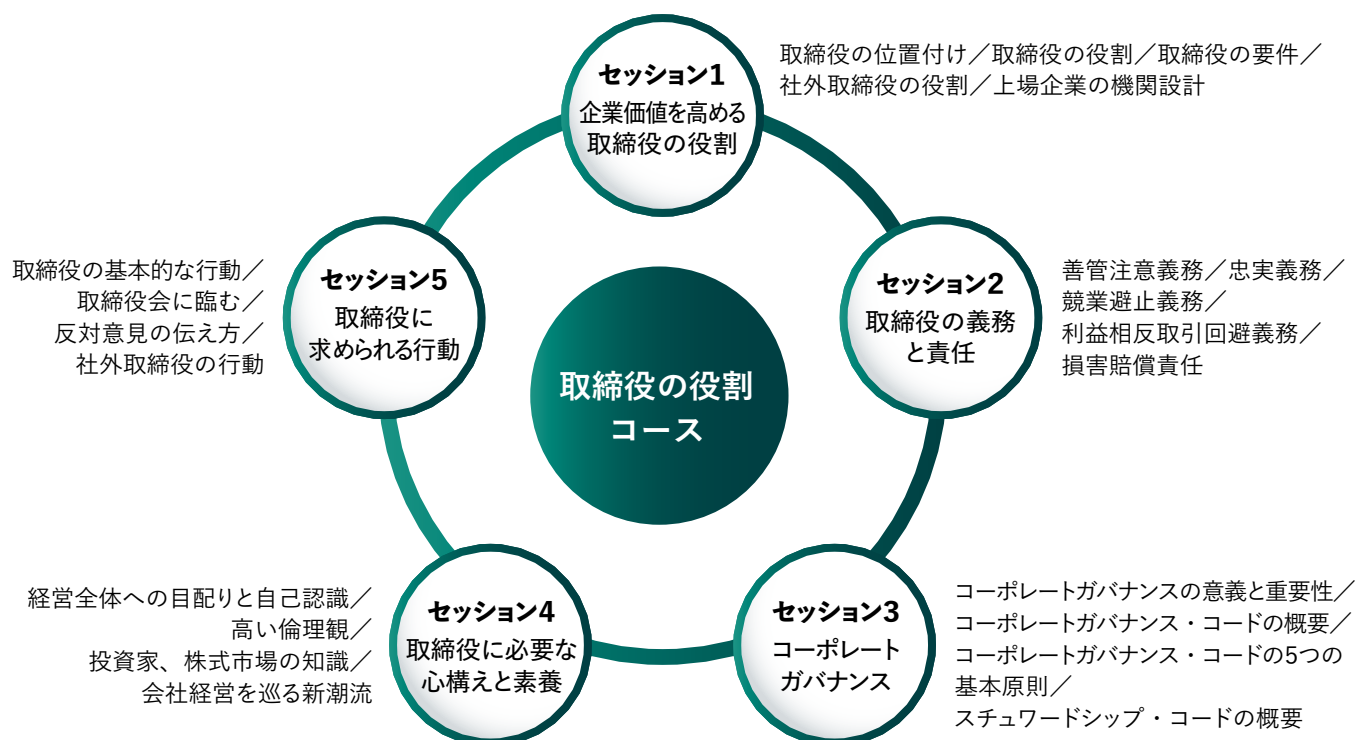 取締役の役割
コース
セッション1
企業価値を高める
取締役の役割
取締役の位置付け／取締役の役割／取締役の要件／
社外取締役の役割／上場企業の機関設計
セッション2
取締役の義務
と責任
善管注意義務／忠実義務／
競業避止義務／
利益相反取引回避義務／
損害賠償責任
セッション3
コーポレート
ガバナンス
コーポレートガバナンスの意義と重要性／
コーポレートガバナンス・コードの概要／
コーポレートガバナンス・コードの5つの
基本原則／
スチュワードシップ・コードの概要
セッション4
取締役に必要な
心構えと素養
経営全体への目配りと自己認識／
高い倫理観／
投資家、株式市場の知識／
会社経営を巡る新潮流
セッション5
取締役に
求められる行動
取締役の基本的な行動／
取締役会に臨む／
反対意見の伝え方／
社外取締役の行動